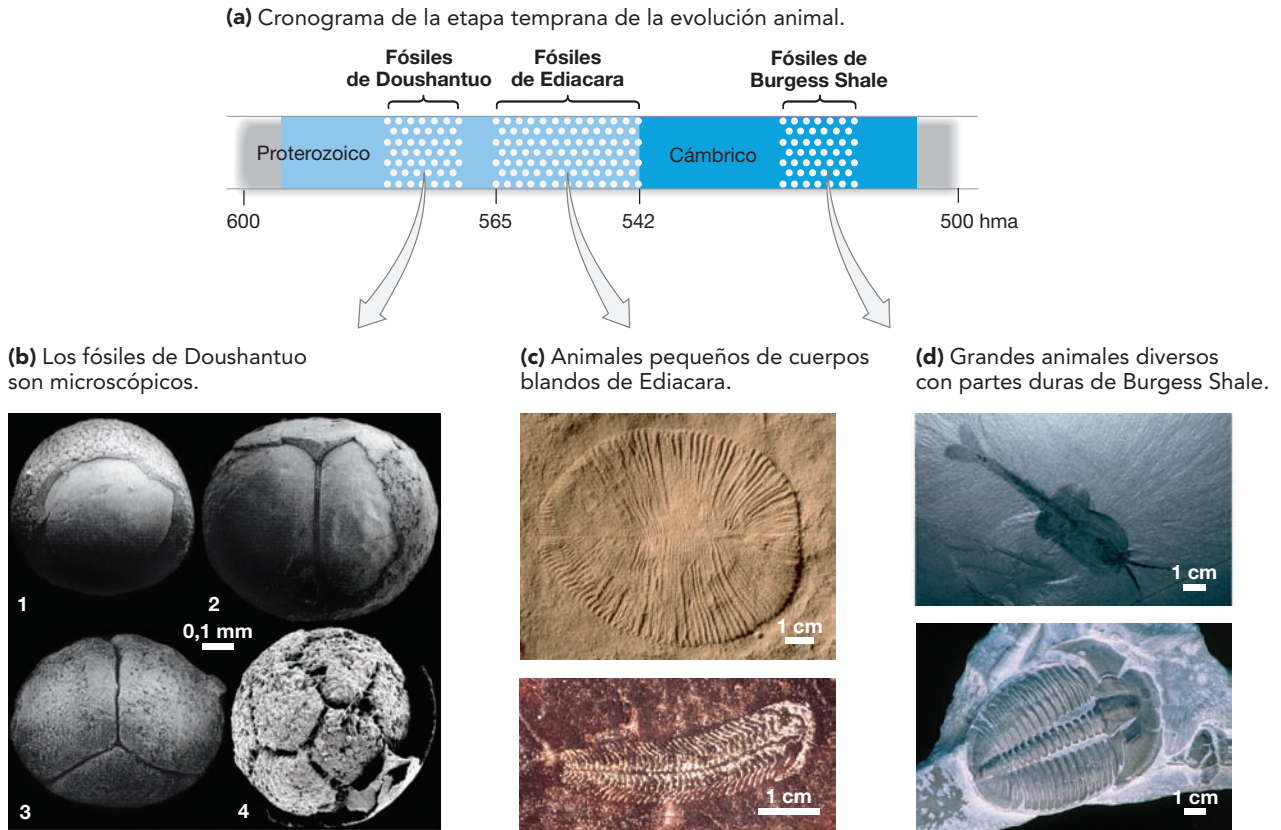 (a) Cronograma de la etapa temprana de la evolución animal.
Fósiles
de Doushantuo
Fósiles
de Ediacara
Fósiles de
Burgess Shale
Proterozoico
Cámbrico
600
565
542
500 hma
(b) Los fósiles de Doushantuo
son microscópicos.
(c) Animales pequeños de cuerpos
blandos de Ediacara.
(d) Grandes animales diversos
con partes duras de Burgess Shale.
1
2
0,1 mm
3
4
1 cm
1 cm
1 cm
1 cm